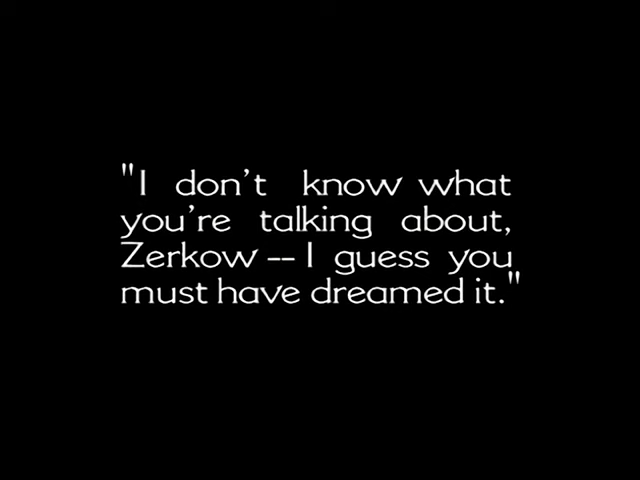 "I don't know what
you're talking about,
Zerkow -- I guess you
must have dreamed it."